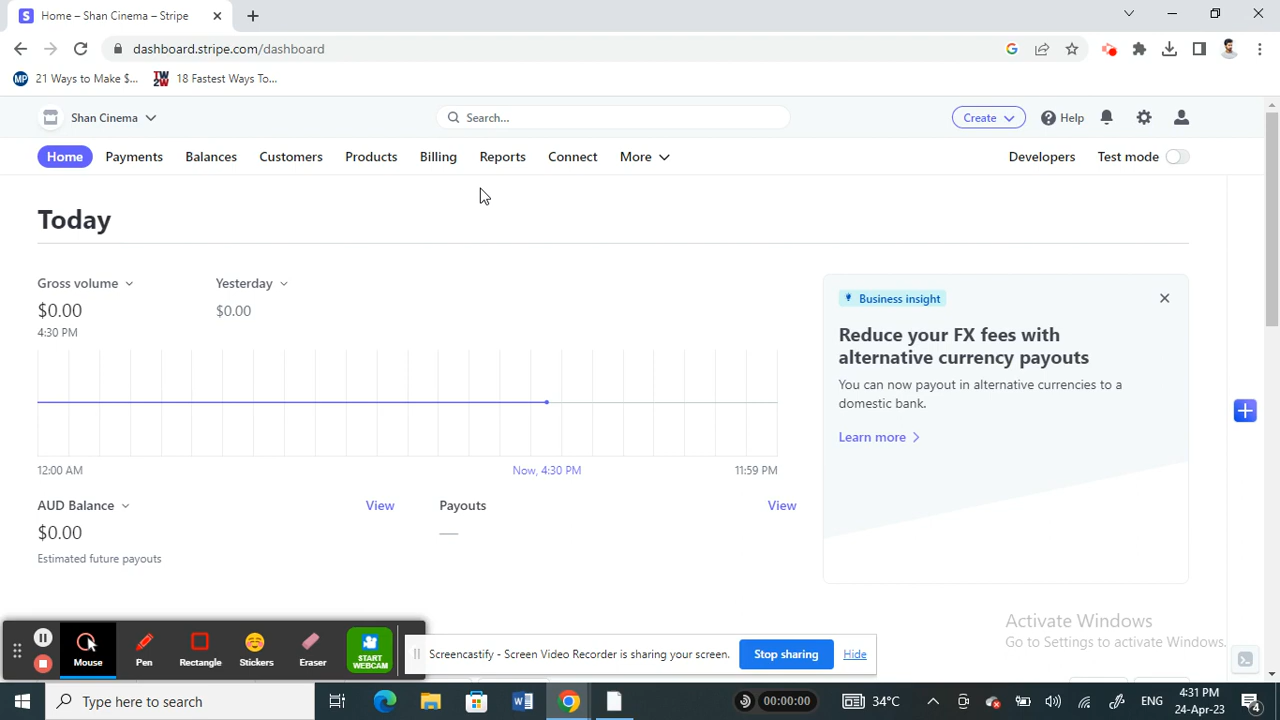 Home – Shan Cinema – Stripe
dashboard.stripe.com/dashboard
MP 21 Ways to Make $... TW 2W 18 Fastest Ways To...
Shan Cinema Search... Create Help
Home Payments Balances Customers Products Billing Reports Connect More Developers Test mode
Today
Gross volume Yesterday
$0.00 $0.00
4:30 PM
12:00 AM Now, 4:30 PM 11:59 PM
AUD Balance View Payouts View
$0.00 —
Estimated future payouts
Business insight
Reduce your FX fees with
alternative currency payouts
You can now payout in alternative currencies to a
domestic bank.
Learn more
Activate Windows
Go to Settings to activate Windows.
Mouse Pen Rectangle Stickers Eraser START
WEBCAM
Screencastify - Screen Video Recorder is sharing your screen. Stop sharing Hide
Type here to search 00:00:00 34°C ENG 4:31 PM
24-Apr-23 4